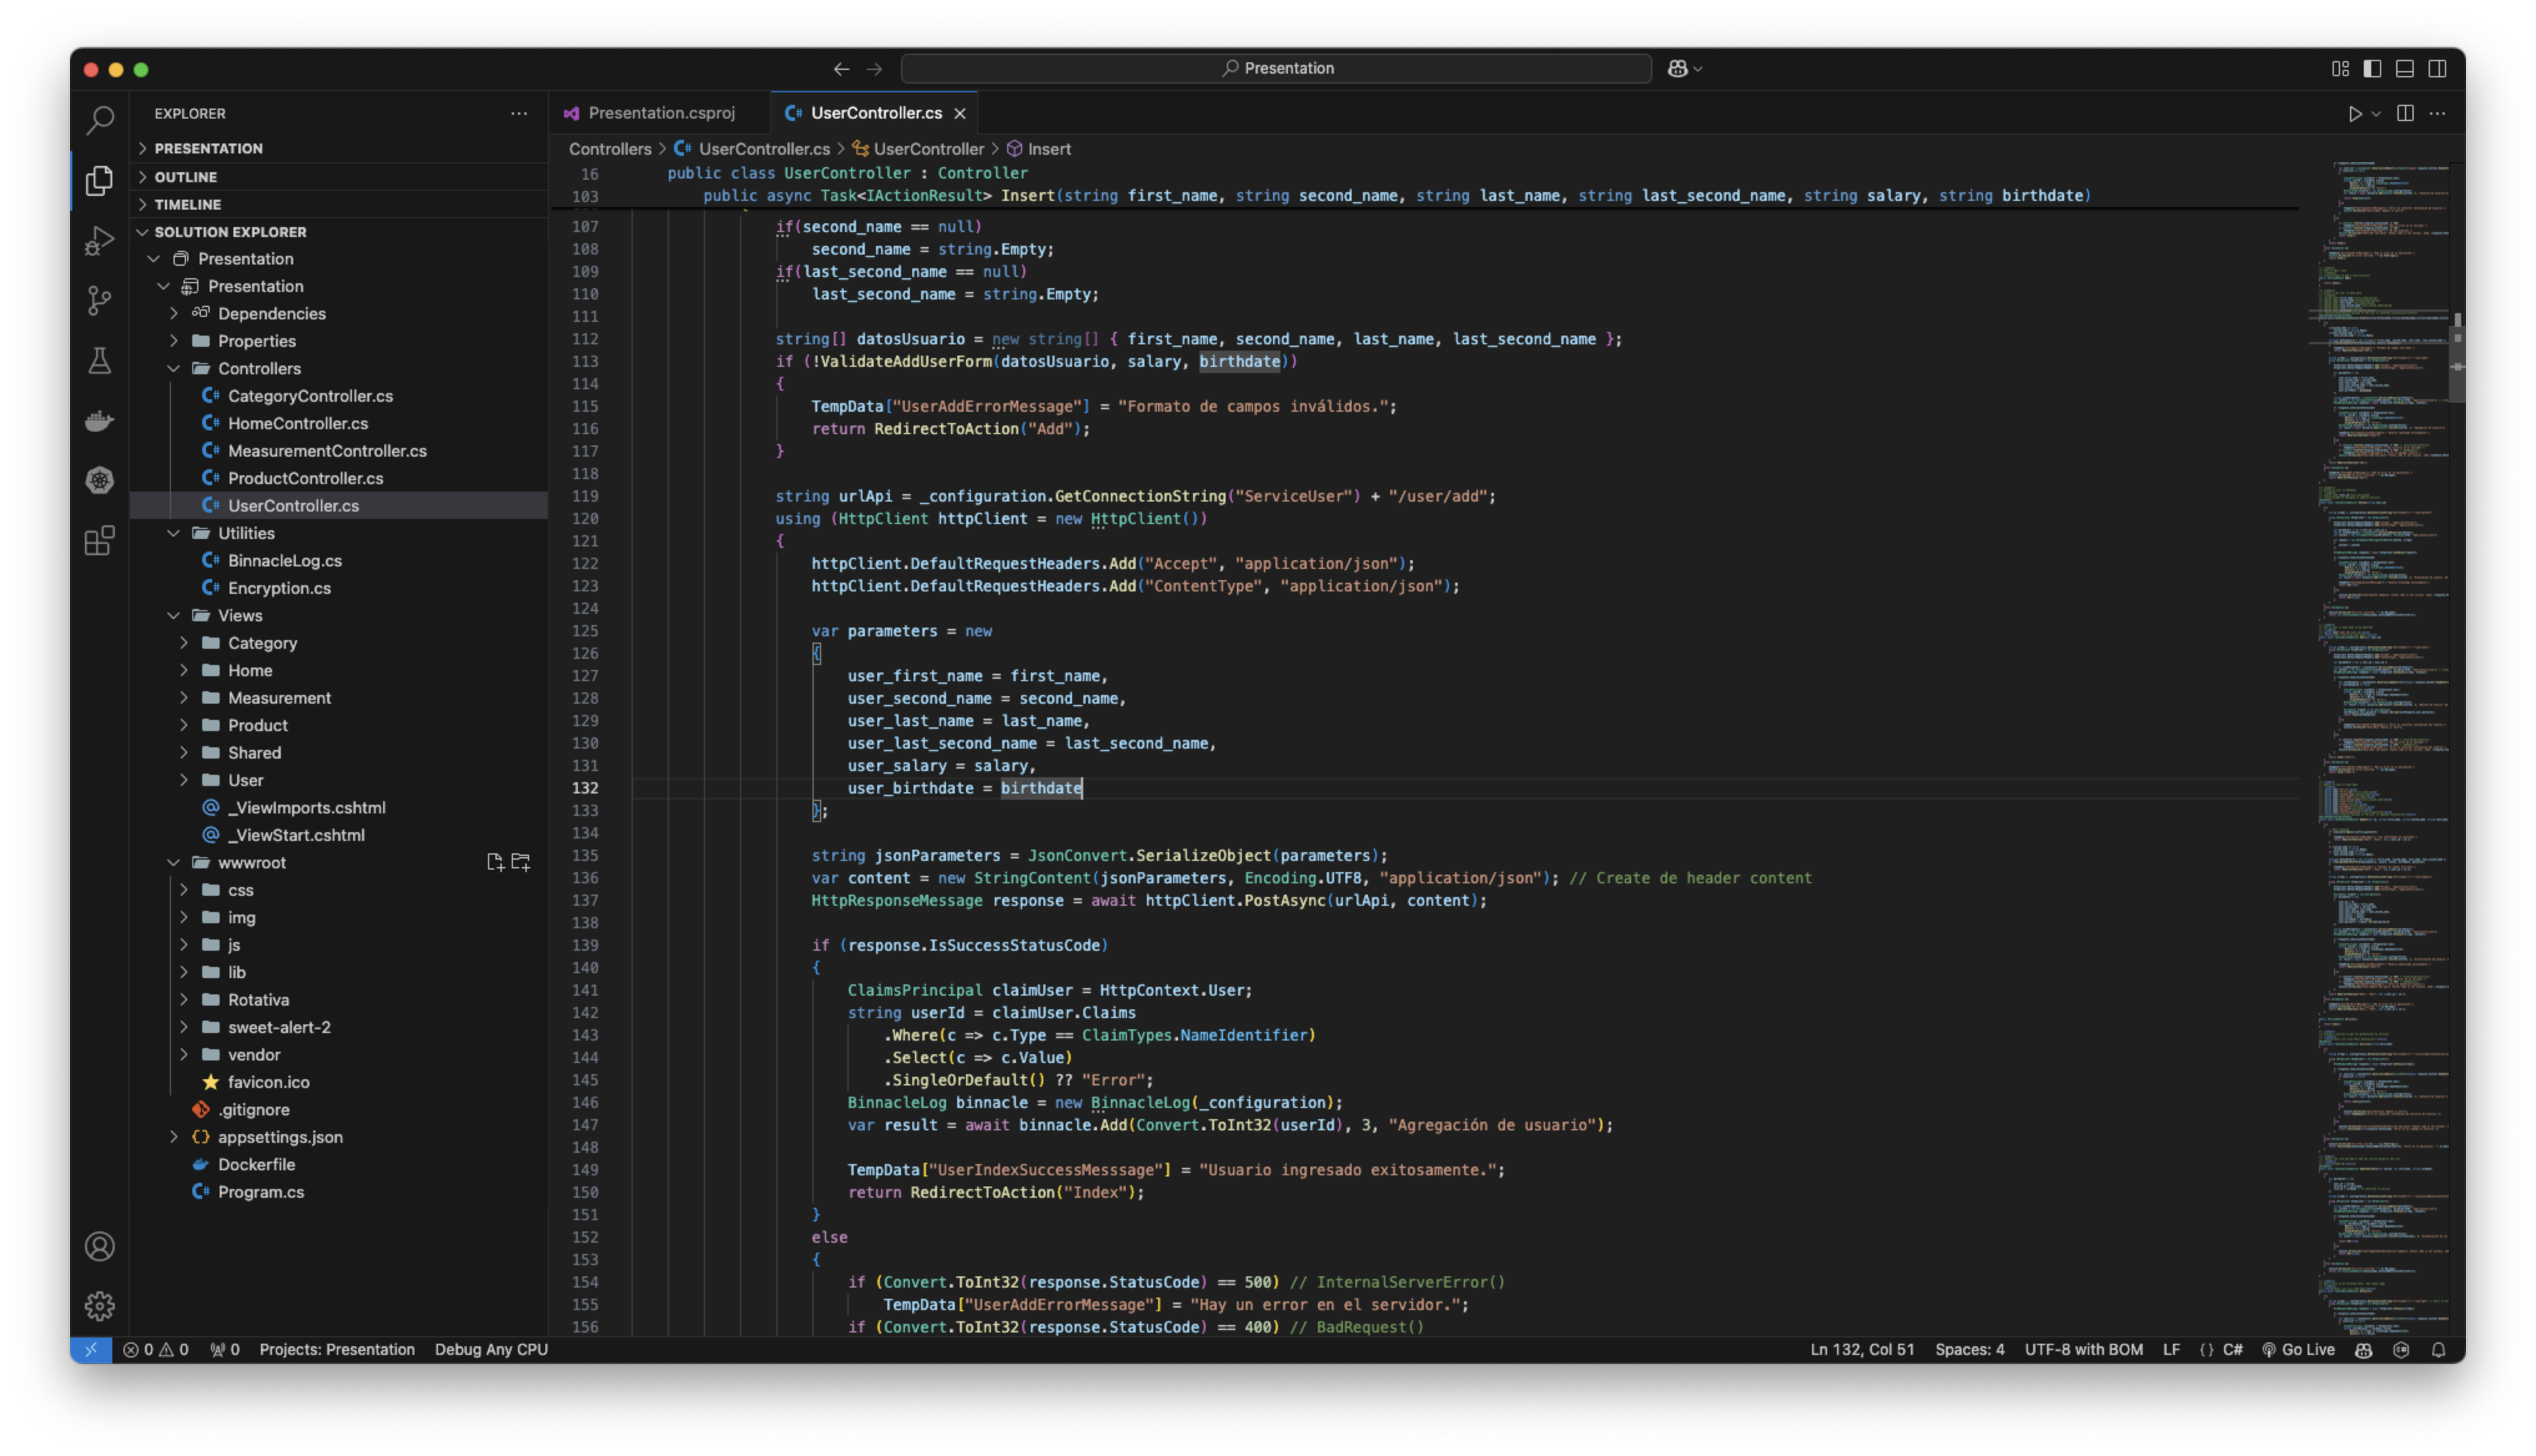 Presentation
EXPLORER
PRESENTATION
OUTLINE
TIMELINE
SOLUTION EXPLORER
Presentation
Presentation
Dependencies
Properties
Controllers
CategoryController.cs
HomeController.cs
MeasurementController.cs
ProductController.cs
UserController.cs
Utilities
BinnacleLog.cs
Encryption.cs
Views
Category
Home
Measurement
Product
Shared
User
_ViewImports.cshtml
_ViewStart.cshtml
wwwroot
css
img
js
lib
Rotativa
sweet-alert-2
vendor
favicon.ico
.gitignore
appsettings.json
Dockerfile
Program.cs
Presentation.csproj
UserController.cs
Controllers > UserController.cs > UserController > Insert
16 public class UserController : Controller
103 public async Task<IActionResult> Insert(string first_name, string second_name, string last_name, string last_second_name, string salary, string birthdate)
107 if(second_name == null)
108 second_name = string.Empty;
109 if(last_second_name == null)
110 last_second_name = string.Empty;
111
112 string[] datosUsuario = new string[] { first_name, second_name, last_name, last_second_name };
113 if (!ValidateAddUserForm(datosUsuario, salary, birthdate))
114 {
115 TempData["UserAddErrorMessage"] = "Formato de campos inválidos.";
116 return RedirectToAction("Add");
117 }
118
119 string urlApi = _configuration.GetConnectionString("ServiceUser") + "/user/add";
120 using (HttpClient httpClient = new HttpClient())
121 {
122 httpClient.DefaultRequestHeaders.Add("Accept", "application/json");
123 httpClient.DefaultRequestHeaders.Add("ContentType", "application/json");
124
125 var parameters = new
126 {
127 user_first_name = first_name,
128 user_second_name = second_name,
129 user_last_name = last_name,
130 user_last_second_name = last_second_name,
131 user_salary = salary,
132 user_birthdate = birthdate
133 };
134
135 string jsonParameters = JsonConvert.SerializeObject(parameters);
136 var content = new StringContent(jsonParameters, Encoding.UTF8, "application/json"); // Create de header content
137 HttpResponseMessage response = await httpClient.PostAsync(urlApi, content);
138
139 if (response.IsSuccessStatusCode)
140 {
141 ClaimsPrincipal claimUser = HttpContext.User;
142 string userId = claimUser.Claims
143 .Where(c => c.Type == ClaimTypes.NameIdentifier)
144 .Select(c => c.Value)
145 .SingleOrDefault() ?? "Error";
146 BinnacleLog binnacle = new BinnacleLog(_configuration);
147 var result = await binnacle.Add(Convert.ToInt32(userId), 3, "Agregación de usuario");
148
149 TempData["UserIndexSuccessMesssage"] = "Usuario ingresado exitosamente.";
150 return RedirectToAction("Index");
151 }
152 else
153 {
154 if (Convert.ToInt32(response.StatusCode) == 500) // InternalServerError()
155 TempData["UserAddErrorMessage"] = "Hay un error en el servidor.";
156 if (Convert.ToInt32(response.StatusCode) == 400) // BadRequest()
0 0 0 Projects: Presentation Debug Any CPU Ln 132, Col 51 Spaces: 4 UTF-8 with BOM LF {} C# Go Live